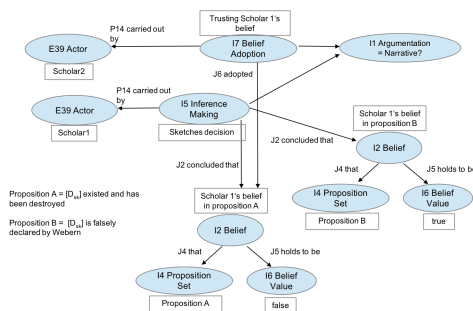 Trusting Scholar 1's
belief
P14 carried out
by
E39 Actor
Scholar2
I7 Belief
Adoption
I1 Argumentation
= Narrative?
J6 adopted
P14 carried out
by
E39 Actor
Scholar1
I5 Inference
Making
Sketches decision
Scholar 1's belief
in proposition B
J2 concluded that
I2 Belief
J2 concluded that
J4 that
J5 holds to be
I4 Proposition
Set
Proposition B
I6 Belief
Value
true
Proposition A = [Dsk] existed and has
been destroyed
Proposition B = [Dsk] is falsely
declared by Webern
Scholar 1's belief
in proposition A
I2 Belief
J4 that
J5 holds to be
I4 Proposition
Set
Proposition A
I6 Belief
Value
false